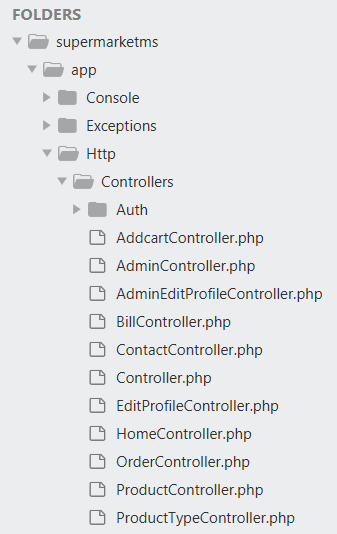 FOLDERS
supermarketms
app
Console
Exceptions
Http
Controllers
Auth
AddcartController.php
AdminController.php
AdminEditProfileController.php
BillController.php
ContactController.php
Controller.php
EditProfileController.php
HomeController.php
OrderController.php
ProductController.php
ProductTypeController.php